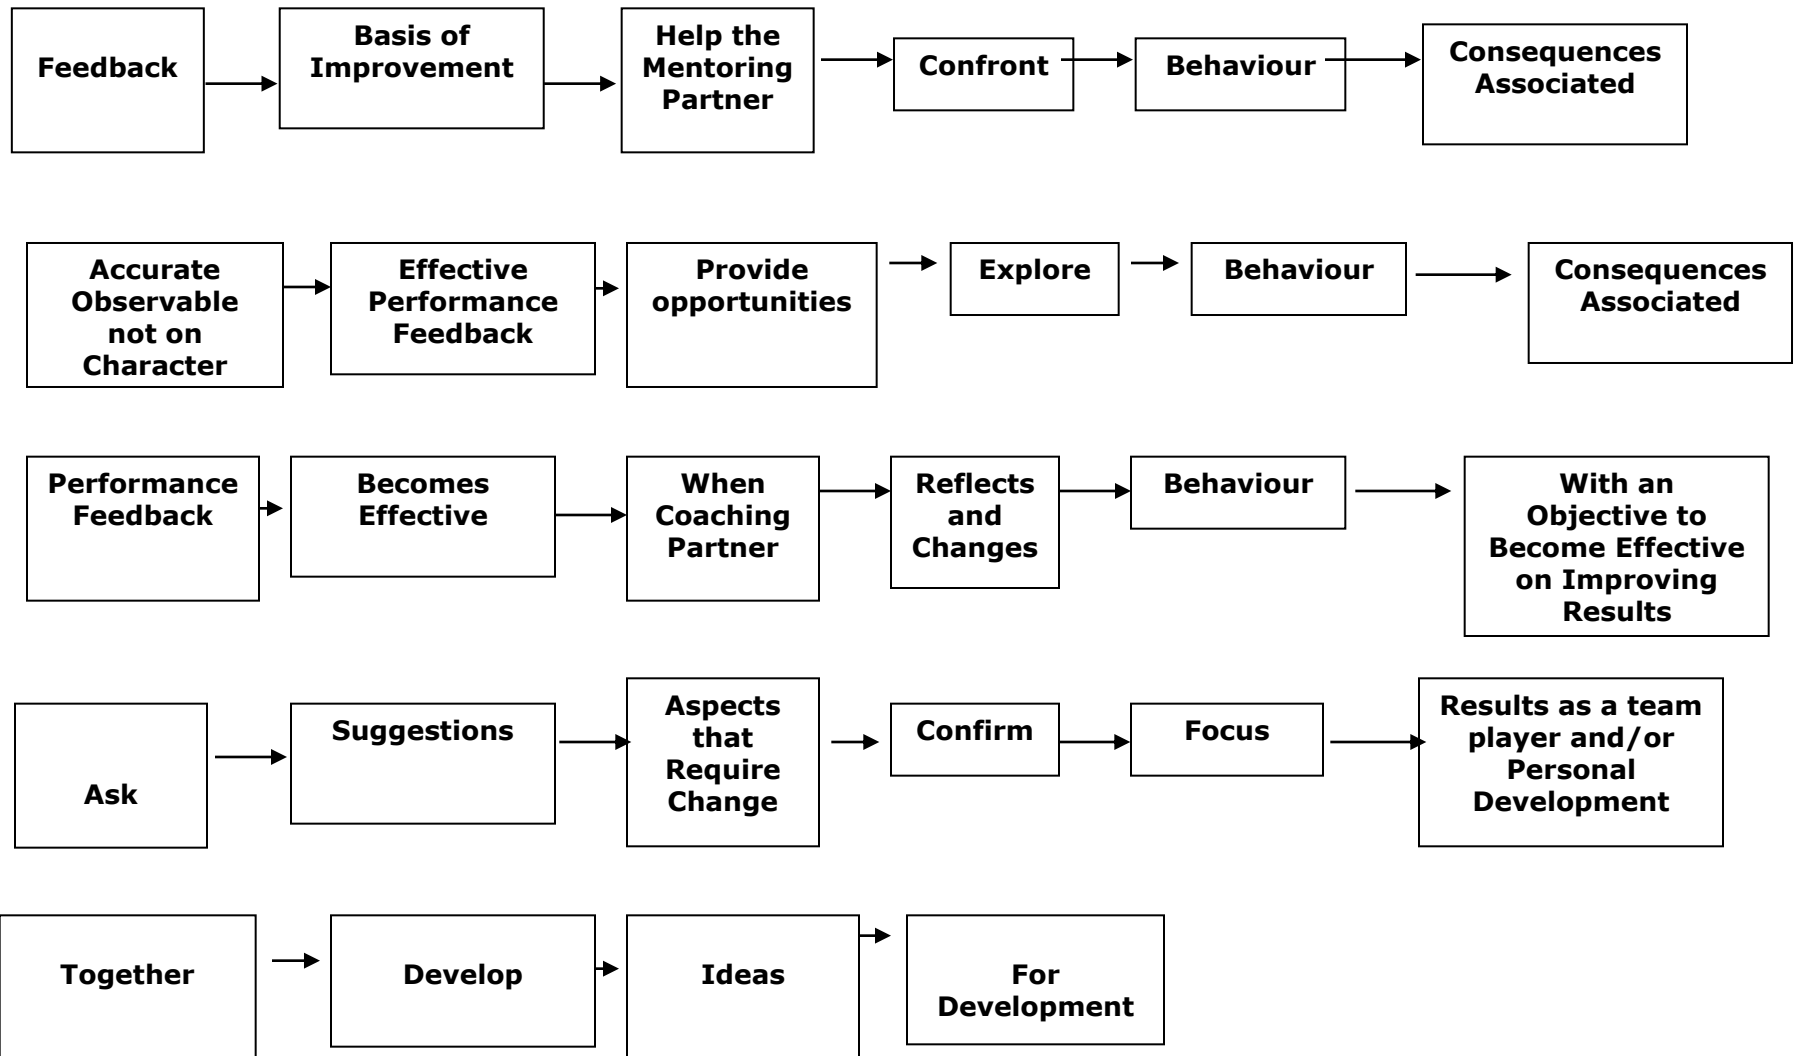 Feedback
Basis of
Improvement
Help the
Mentoring
Partner
Confront
Behaviour
Consequences
Associated
Accurate
Observable
not on
Character
Effective
Performance
Feedback
Provide
opportunities
Explore
Behaviour
Consequences
Associated
Performance
Feedback
Becomes
Effective
When
Coaching
Partner
Reflects
and
Changes
Behaviour
With an
Objective to
Become Effective
on Improving
Results
Ask
Suggestions
Aspects
that
Require
Change
Confirm
Focus
Results as a team
player and/or
Personal
Development
Together
Develop
Ideas
For
Development